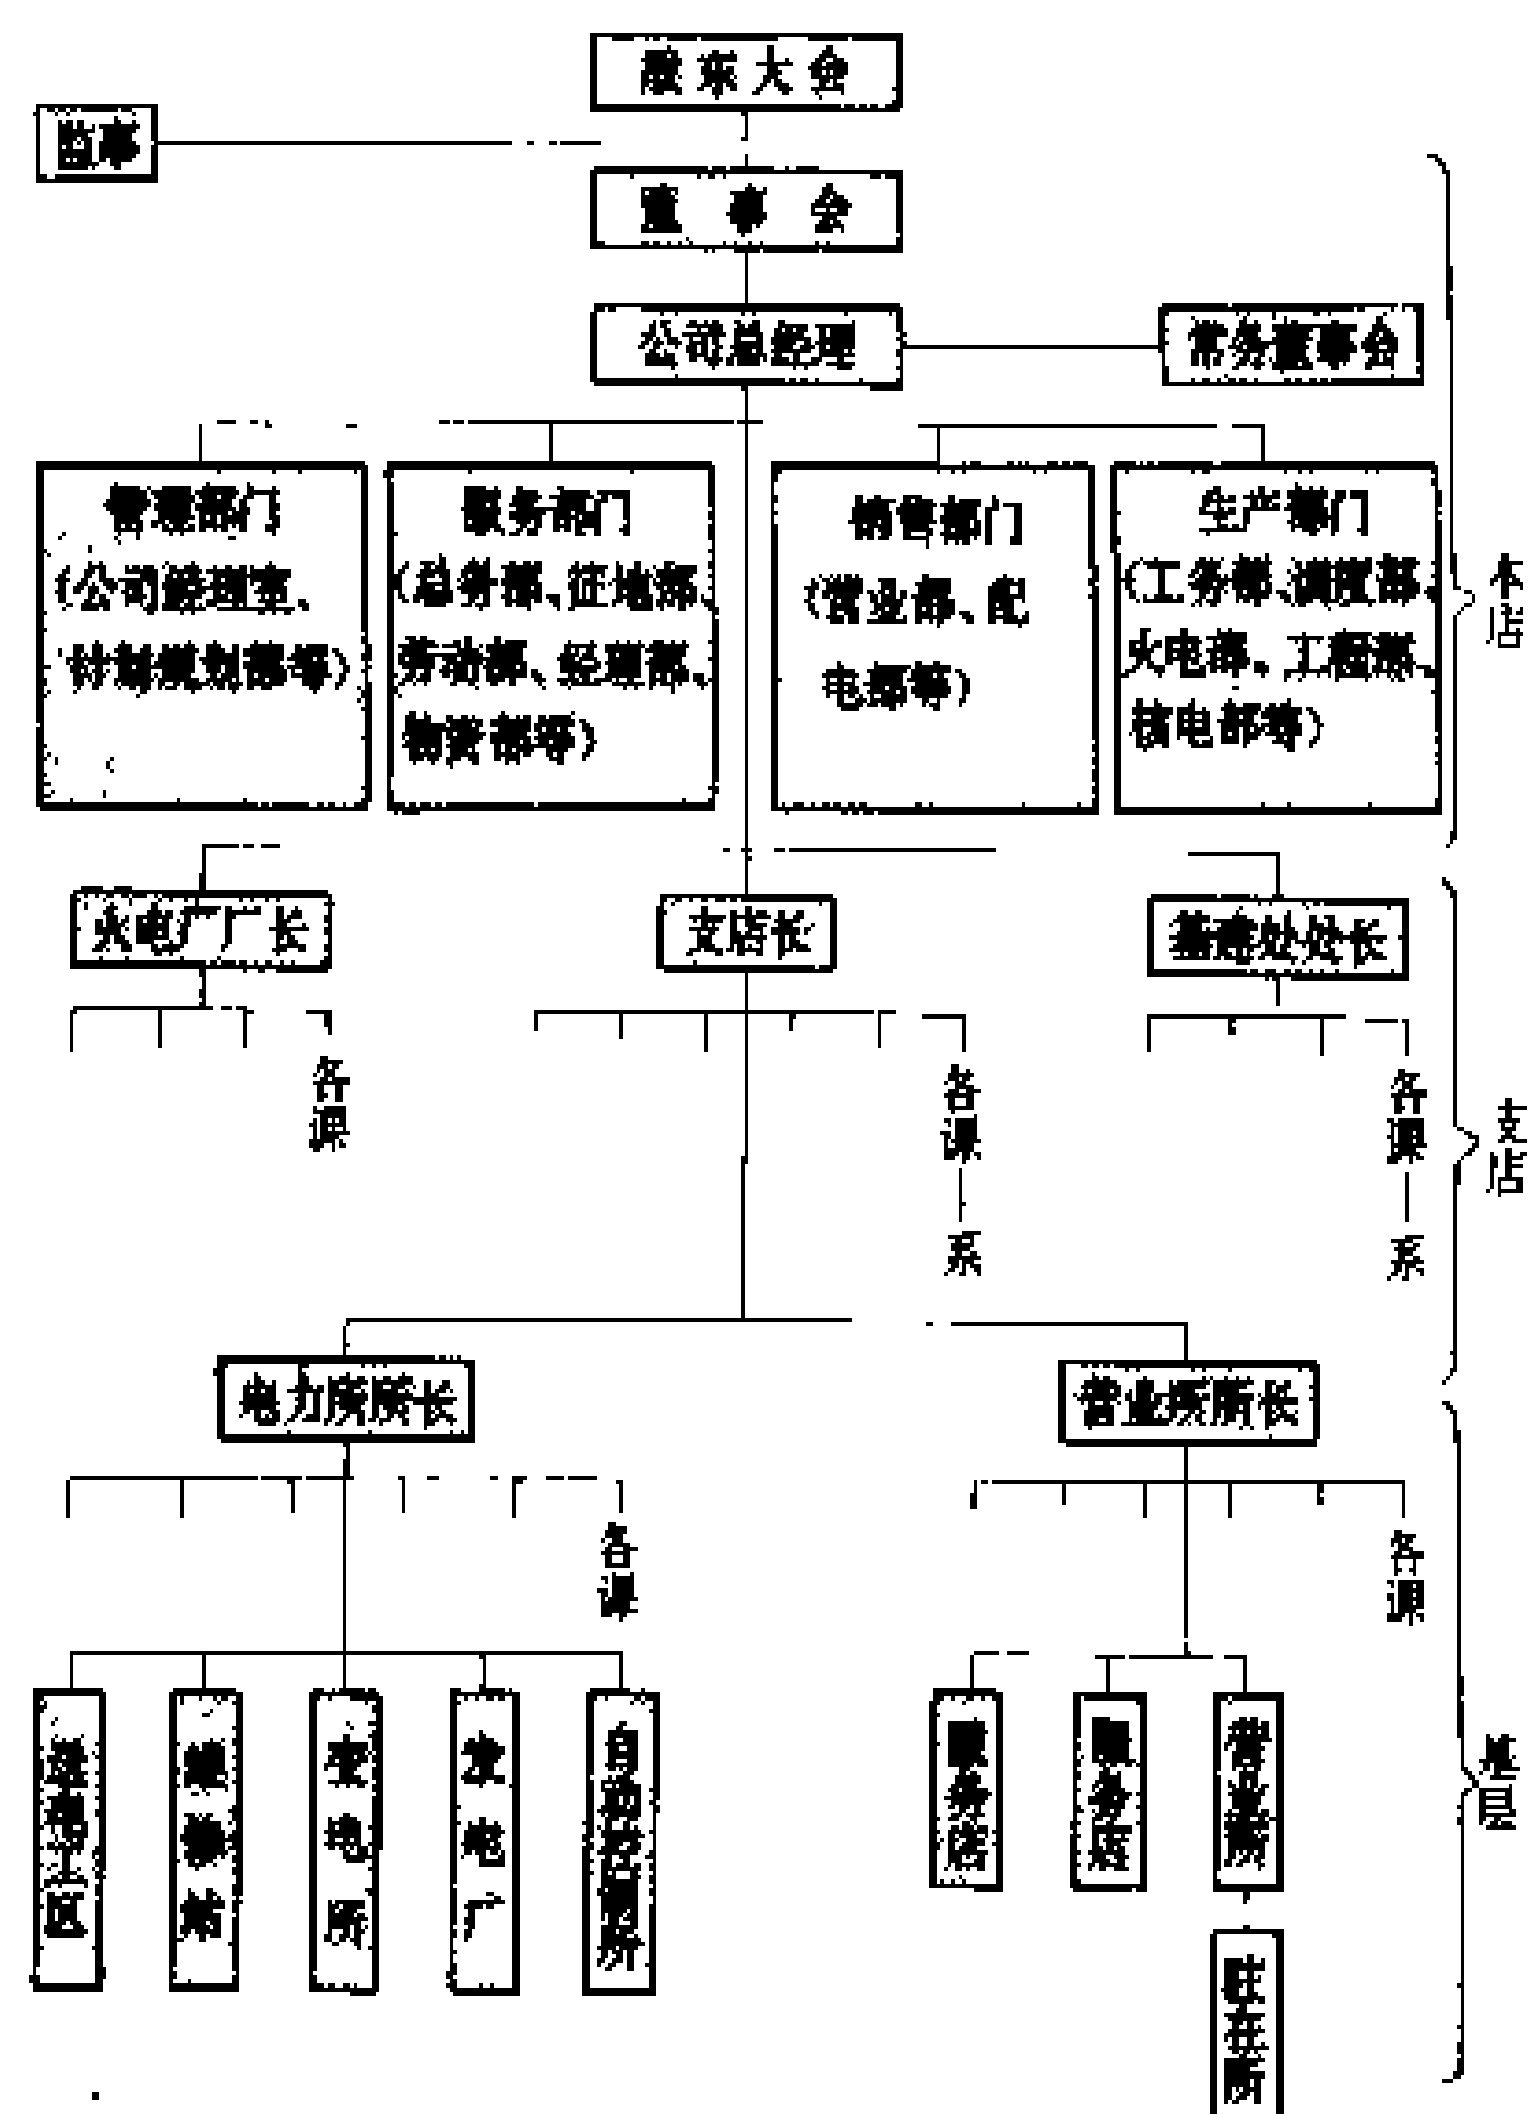 股东大会
监事
董事会
公司总经理
常务董事会
管理部门
(公司经理室、
计划规划部等)
服务部门
(总务部、征地部、
劳动部、经理部、
物资部等)
销售部门
(营业部、配
电部等)
生产部门
(工务部、调度部、
火电部、工程部、
核电部等)
本店
火电厂厂长
支店长
基建处处长
各课
各课
系
各课
系
支店
电力所所长
营业所所长
各课
各课
维修站
变电所
发电厂
自动控制所
服务店
服务店
营业所
驻在所
基层